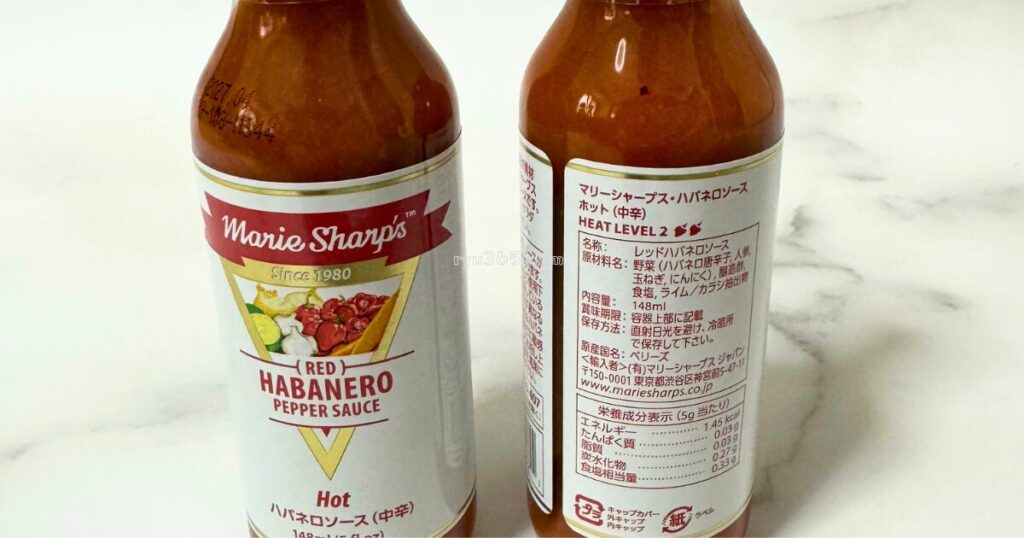 2027.04
Marie Sharp's™
Since 1980
(RED)
HABANERO
PEPPER SAUCE
Hot
ハバネロソース（中辛）
148ml(5 fl.oz)
マリーシャープス・ハバネロソース
ホット（中辛）
HEAT LEVEL 2
名称： レッドハバネロソース
原材料名： 野菜（ハバネロ唐辛子, 人参,
玉ねぎ, にんにく）, 醸造酢,
食塩, ライム／カラシ抽出物
内容量： 148ml
賞味期限： 容器上部に記載
保存方法： 直射日光を避け、冷暗所
で保存して下さい。
原産国名： ベリーズ
＜輸入者＞(有)マリーシャープス ジャパン
〒150-0001 東京都渋谷区神宮前5-47-11
www.mariesharps.co.jp
栄養成分表示（5g 当たり）
エネルギー 1.45 kcal
たんぱく質 0.03 g
脂質 0.03 g
炭水化物 0.27 g
食塩相当量 0.33 g
プラ
キャップカバー
外キャップ
内キャップ
紙
ラベル